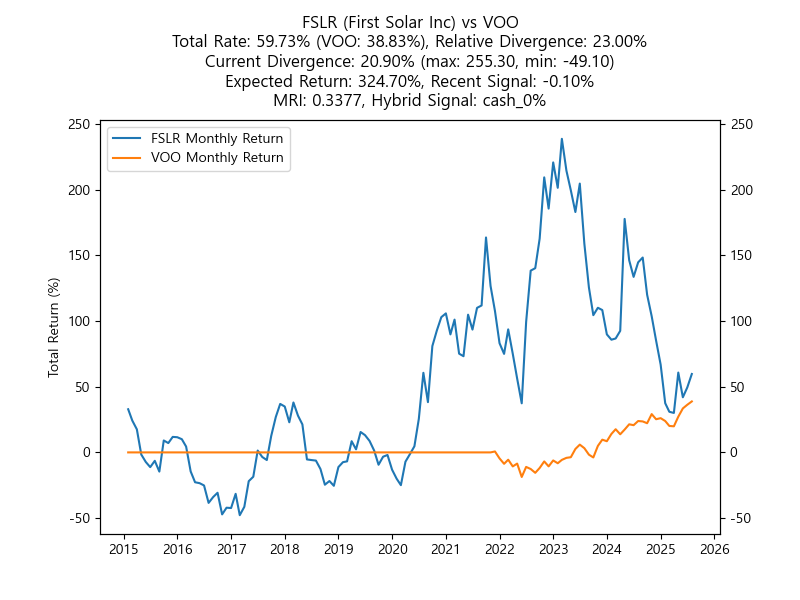 FSLR (First Solar Inc) vs VOO
Total Rate: 59.73% (VOO: 38.83%), Relative Divergence: 23.00%
Current Divergence: 20.90% (max: 255.30, min: -49.10)
Expected Return: 324.70%, Recent Signal: -0.10%
MRI: 0.3377, Hybrid Signal: cash_0%
FSLR Monthly Return
VOO Monthly Return
Total Return (%)
250
200
150
100
50
0
-50
250
200
150
100
50
0
-50
2015 2016 2017 2018 2019 2020 2021 2022 2023 2024 2025 2026